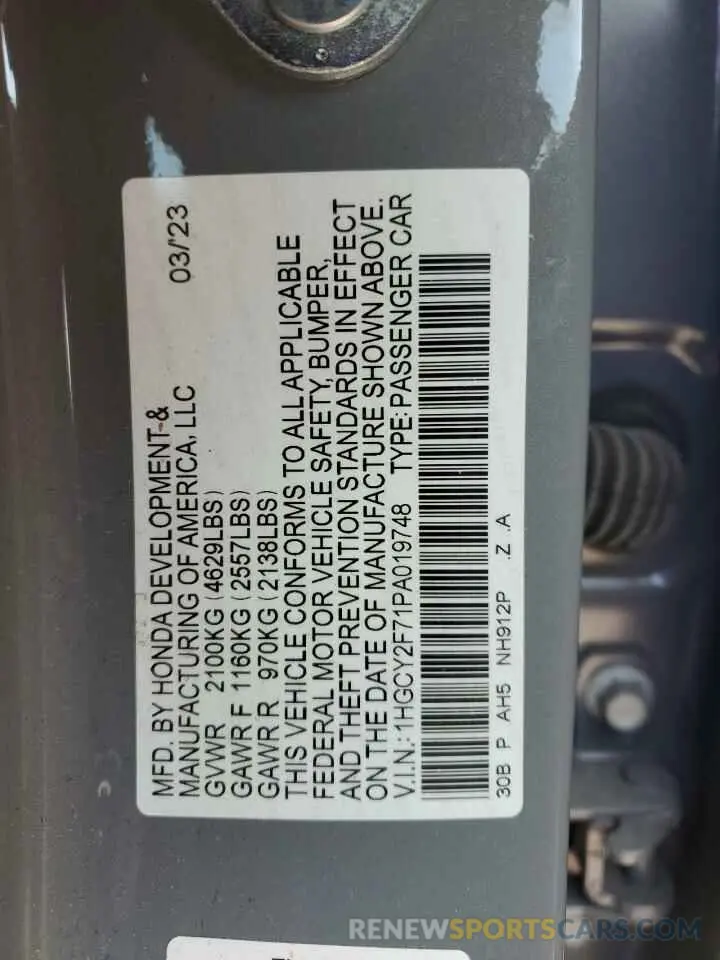 MFD. BY HONDA DEVELOPMENT &
MANUFACTURING OF AMERICA, LLC 03/'23
GVWR 2100KG (4629LBS)
GAWR F 1160KG (2557LBS)
GAWR R 970KG (2138LBS)
THIS VEHICLE CONFORMS TO ALL APPLICABLE
FEDERAL MOTOR VEHICLE SAFETY, BUMPER,
AND THEFT PREVENTION STANDARDS IN EFFECT
ON THE DATE OF MANUFACTURE SHOWN ABOVE.
V.I.N.: 1HGCY2F71PA019748 TYPE: PASSENGER CAR
30B P AH5 NH912P .Z .A
RENEWSPORTSCARS.COM